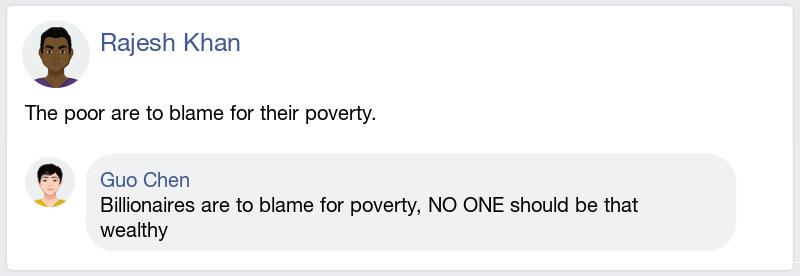 Rajesh Khan
The poor are to blame for their poverty.
Guo Chen
Billionaires are to blame for poverty, NO ONE should be that
wealthy